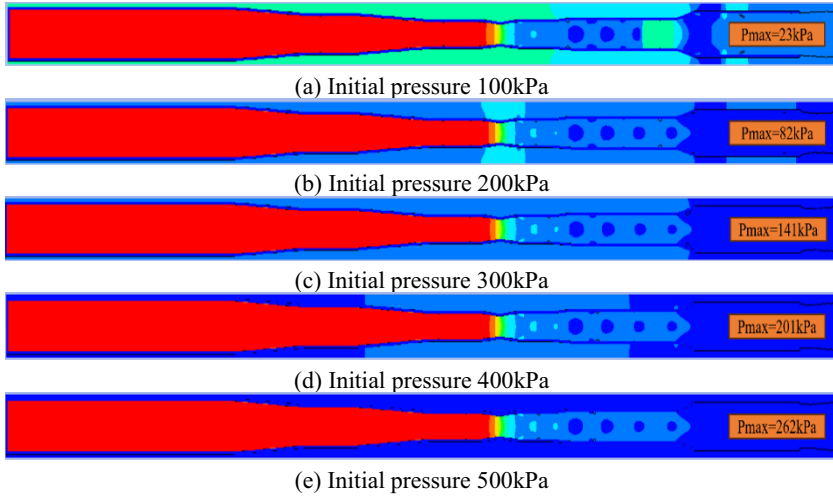 Pmax=23kPa
(a) Initial pressure 100kPa
Pmax=82kPa
(b) Initial pressure 200kPa
Pmax=141kPa
(c) Initial pressure 300kPa
Pmax=201kPa
(d) Initial pressure 400kPa
Pmax=262kPa
(e) Initial pressure 500kPa